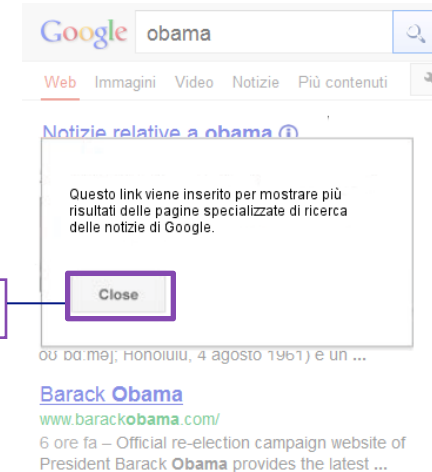 Google obama
Web Immagini Video Notizie Più contenuti
Notizie relative a obama
Questo link viene inserito per mostrare più
risultati delle pagine specializzate di ricerca
delle notizie di Google.
Close
Honolulu, 4 agosto 1961) è un ...
Barack Obama
www.barackobama.com/
6 ore fa – Official re-election campaign website of
President Barack Obama provides the latest ...